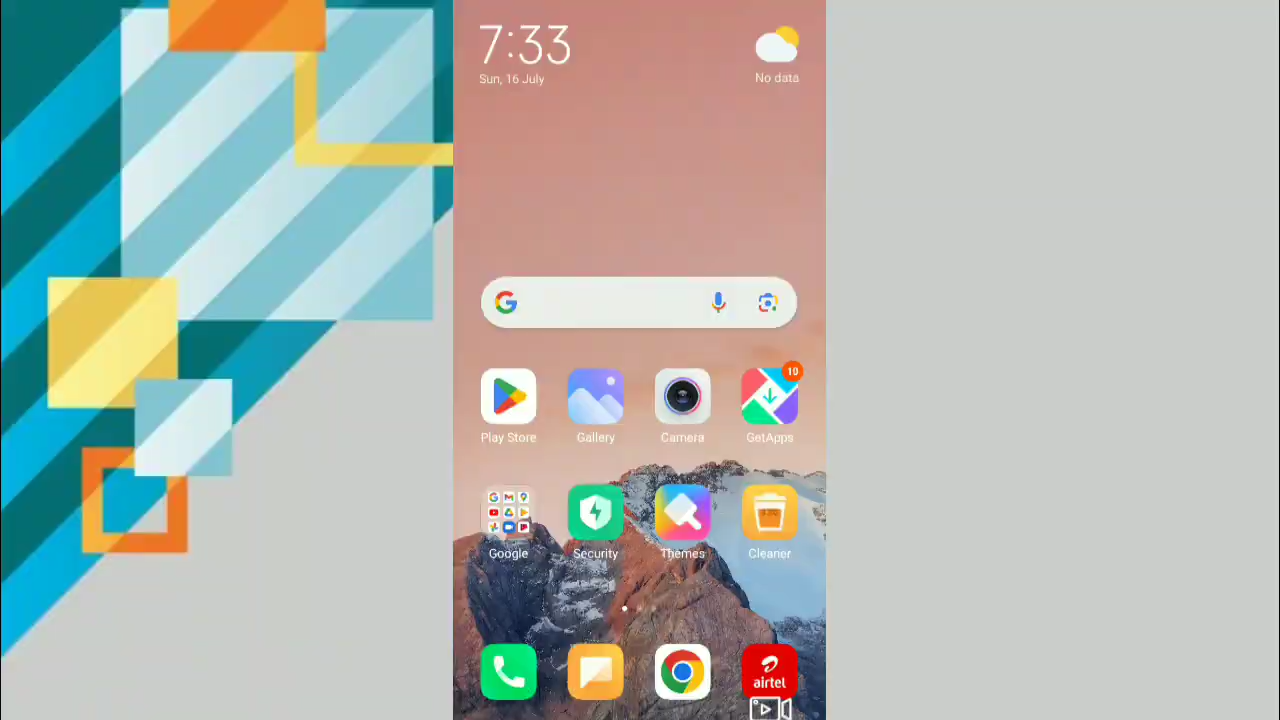 7:33
Sun, 16 July
No data
Play Store
Gallery
Camera
10
GetApps
Google
Security
Themes
Cleaner
airtel